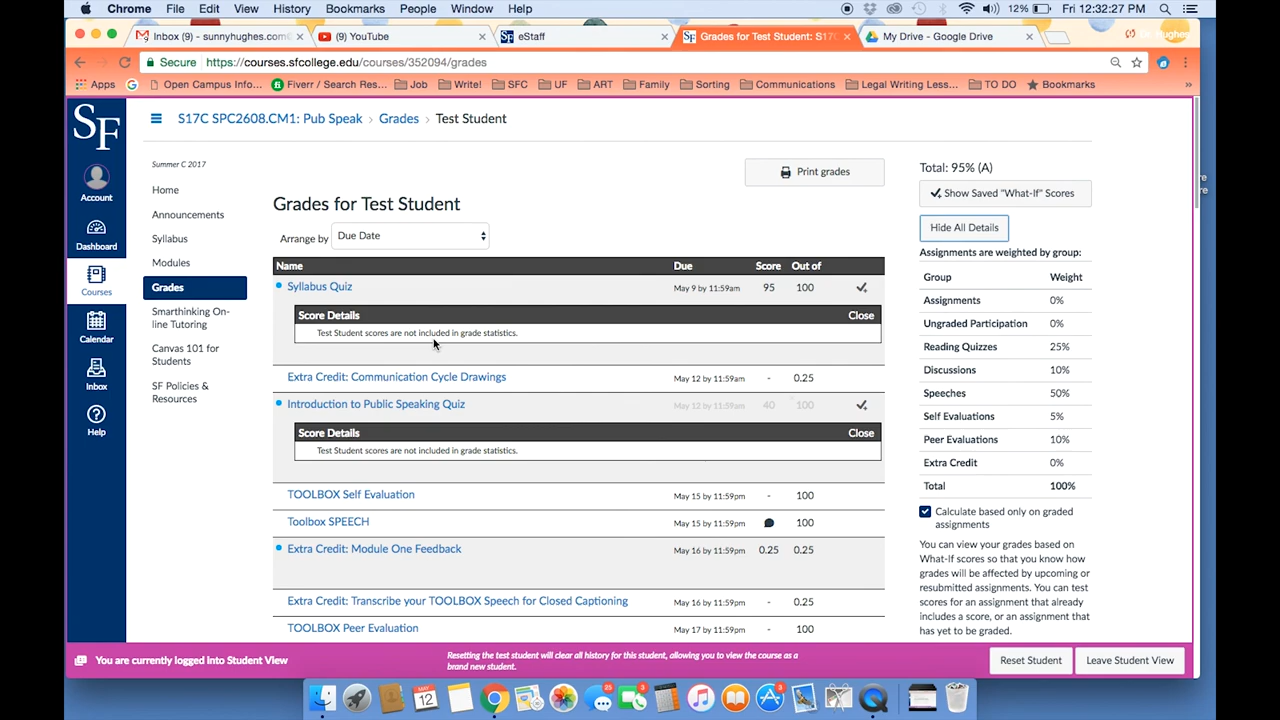 Chrome File Edit View History Bookmarks People Window Help 12% Fri 12:32:27 PM
Inbox (9) - sunnyhughes.com@
(9) YouTube
eStaff
Grades for Test Student: S17C
My Drive - Google Drive
Hughes
Secure https://courses.sfcollege.edu/courses/352094/grades
Apps Open Campus Info... Fiverr / Search Res... Job Write! SFC UF ART Family Sorting Communications Legal Writing Less... TO DO Bookmarks »
SF
Account
Dashboard
Courses
Calendar
Inbox
Help
S17C SPC2608.CM1: Pub Speak › Grades › Test Student
Summer C 2017
Home
Announcements
Syllabus
Modules
Grades
Smarthinking On-
line Tutoring
Canvas 101 for
Students
SF Policies &
Resources
Print grades
Grades for Test Student
Arrange by Due Date
Name Due Score Out of
Syllabus Quiz May 9 by 11:59am 95 100
Score Details Close
Test Student scores are not included in grade statistics.
Extra Credit: Communication Cycle Drawings May 12 by 11:59am - 0.25
Introduction to Public Speaking Quiz May 12 by 11:59am 40 100
Score Details Close
Test Student scores are not included in grade statistics.
TOOLBOX Self Evaluation May 15 by 11:59pm - 100
Toolbox SPEECH May 15 by 11:59pm 100
Extra Credit: Module One Feedback May 16 by 11:59pm 0.25 0.25
Extra Credit: Transcribe your TOOLBOX Speech for Closed Captioning May 16 by 11:59pm - 0.25
TOOLBOX Peer Evaluation May 17 by 11:59pm - 100
Total: 95% (A)
Show Saved "What-If" Scores
Hide All Details
Assignments are weighted by group:
Group Weight
Assignments 0%
Ungraded Participation 0%
Reading Quizzes 25%
Discussions 10%
Speeches 50%
Self Evaluations 5%
Peer Evaluations 10%
Extra Credit 0%
Total 100%
Calculate based only on graded
assignments
You can view your grades based on
What-If scores so that you know how
grades will be affected by upcoming or
resubmitted assignments. You can test
scores for an assignment that already
includes a score, or an assignment that
has yet to be graded.
You are currently logged into Student View
Resetting the test student will clear all history for this student, allowing you to view the course as a
brand new student.
Reset Student
Leave Student View
MAY
12